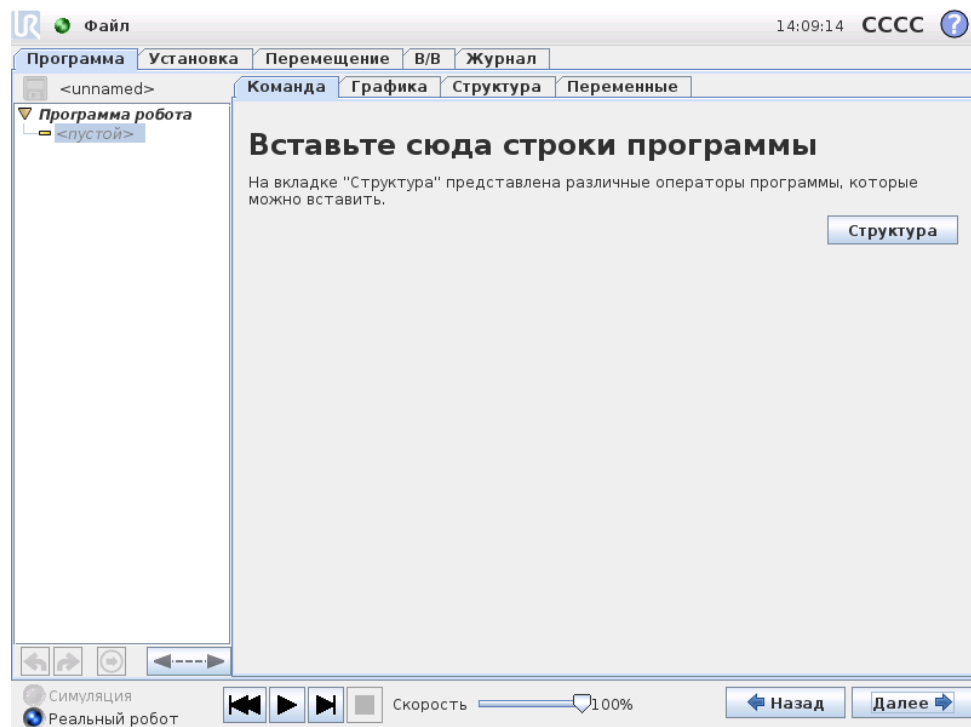 UR Файл 14:09:14 CCCC ?
Программа Установка Перемещение В/В Журнал
<unnamed> Команда Графика Структура Переменные
Программа робота
<пустой>
Вставьте сюда строки программы
На вкладке "Структура" представлена различные операторы программы, которые
можно вставить.
Структура
Симуляция
Реальный робот
Скорость 100% Назад Далее